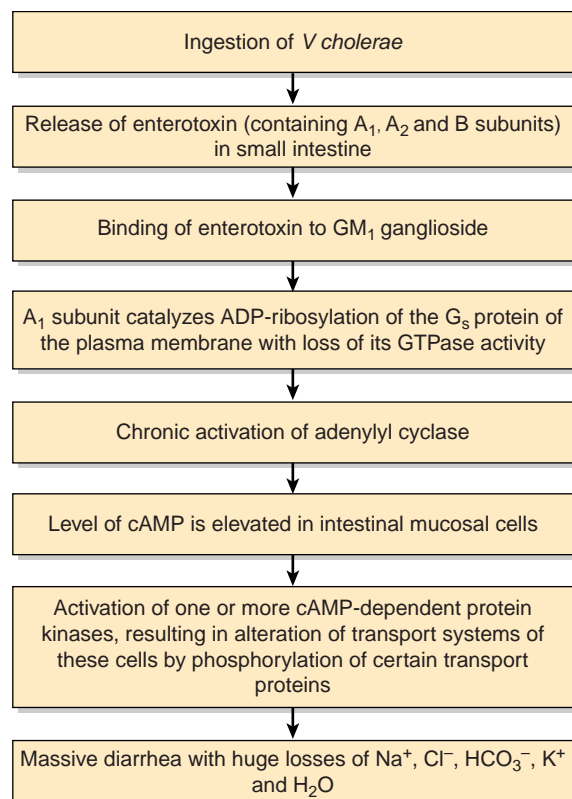 Ingestion of V cholerae
Release of enterotoxin (containing A₁, A₂ and B subunits)
in small intestine
Binding of enterotoxin to GM₁ ganglioside
A₁ subunit catalyzes ADP-ribosylation of the Gₛ protein of
the plasma membrane with loss of its GTPase activity
Chronic activation of adenylyl cyclase
Level of cAMP is elevated in intestinal mucosal cells
Activation of one or more cAMP-dependent protein
kinases, resulting in alteration of transport systems of
these cells by phosphorylation of certain transport
proteins
Massive diarrhea with huge losses of Na⁺, Cl⁻, HCO₃⁻, K⁺
and H₂O